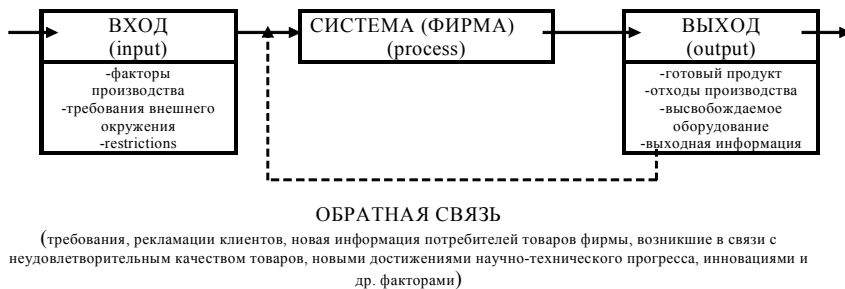 ВХОД
(input)
-факторы
производства
-требования внешнего
окружения
-restrictions
СИСТЕМА (ФИРМА)
(process)
ВЫХОД
(output)
-готовый продукт
-отходы производства
-высвобождаемое
оборудование
-выходная информация
ОБРАТНАЯ СВЯЗЬ
(требования, рекламации клиентов, новая информация потребителей товаров фирмы, возникшие в связи с
неудовлетворительным качеством товаров, новыми достижениями научно-технического прогресса, инновациями и
др. факторами)